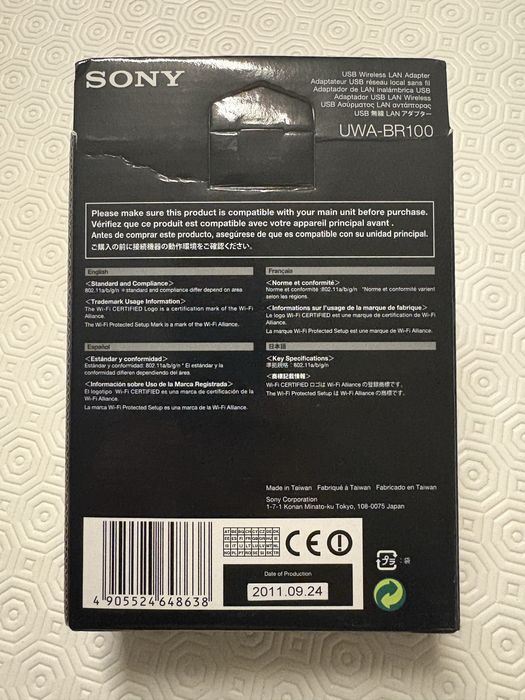 SONY
USB Wireless LAN Adapter
Adaptateur USB réseau local sans fil
Adaptador de LAN inalámbrica USB
Adaptador USB LAN Wireless
USB Ασύρματος LAN αντάπτορας
USB 無線 LAN アダプター
UWA-BR100
Please make sure this product is compatible with your main unit before purchase.
Vérifiez que ce produit est compatible avec votre appareil principal avant .
Antes de comprar este producto, asegúrese de que es compatible con su unidad principal.
ご購入の前に接続機器の動作環境をご確認ください。
English
<Standard and Compliance>
802.11a/b/g/n *standard and compliance differ depend on area
<Trademark Usage Information>
The Wi-Fi CERTIFIED Logo is a certification mark of the Wi-Fi
Alliance.
The Wi-Fi Protected Setup Mark is a mark of the Wi-Fi Alliance.
Français
<Norme et conformité>
Norme et conformité :802.11a/b/g/n *Norme et conformité varient
selon les régions.
<Informations sur l'usage de la marque de fabrique>
Le logo Wi-Fi CERTIFIED est une marque de certification de Wi-Fi
Alliance.
La marque Wi-Fi Protected Setup est une marque de Wi-Fi Alliance.
Español
<Estándar y conformidad>
Estándar y conformidad: 802.11a/b/g/n * El estándar y la
conformidad difieren dependiendo del área.
<Información sobre Uso de la Marca Registrada>
El logotipo Wi-Fi CERTIFIED es una marca de certificación de la
Wi-Fi Alliance.
La marca Wi-Fi Protected Setup es una marca de la Wi-Fi Alliance.
日本語
<Key Specifications>
準拠規格:802.11a/b/g/n
<商標記載情報>
Wi-Fi CERTIFIED ロゴは Wi-Fi Alliance の登録商標です。
The Wi-Fi Protected Setup は Wi-Fi Alliance の商標です。
Made in Taiwan Fabriqué à Taiwan Fabricado en Taiwan
Sony Corporation
1-7-1 Konan Minato-ku Tokyo, 108-0075 Japan
CE
プラ
:袋
Date of Production
2011.09.24
4 905524 648638